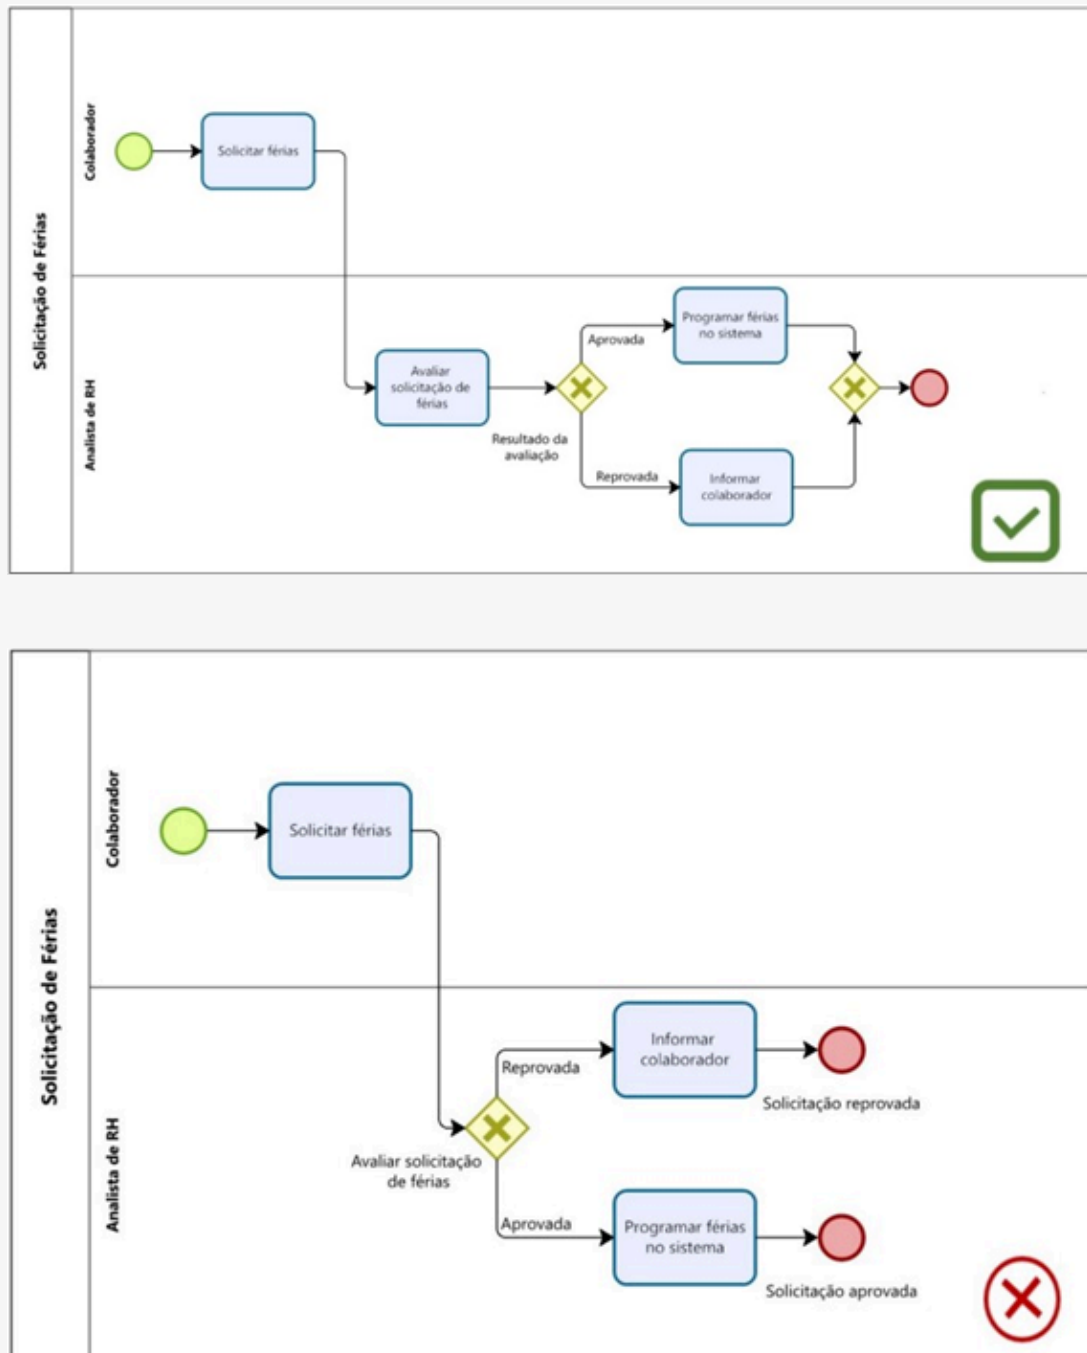 Solicitação de Férias
Colaborador
Solicitar férias
Analista de RH
Avaliar
solicitação de
férias
Resultado da
avaliação
Aprovada
Programar férias
no sistema
Reprovada
Informar
colaborador
Solicitação de Férias
Colaborador
Solicitar férias
Analista de RH
Avaliar solicitação
de férias
Reprovada
Informar
colaborador
Solicitação reprovada
Aprovada
Programar férias
no sistema
Solicitação aprovada